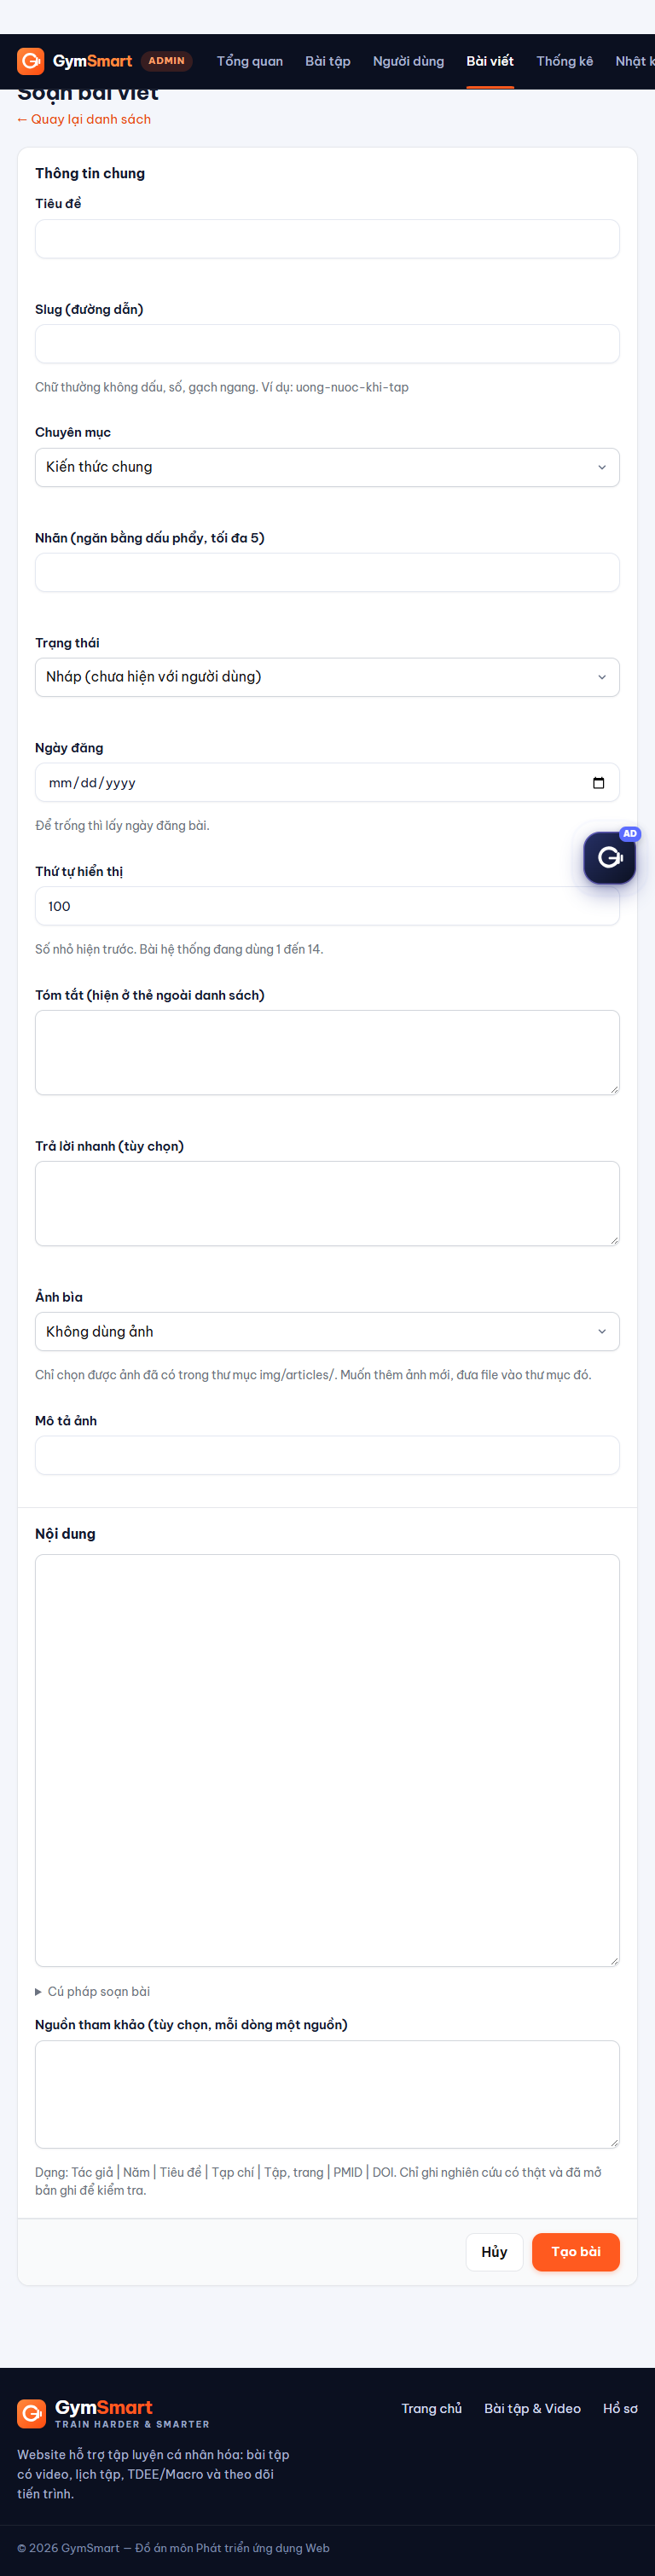 GymSmart ADMIN Tổng quan Bài tập Người dùng Bài viết Thống kê Nhật k
Soạn bài viết
← Quay lại danh sách
Thông tin chung
Tiêu đề
Slug (đường dẫn)
Chữ thường không dấu, số, gạch ngang. Ví dụ: uong-nuoc-khi-tap
Chuyên mục
Kiến thức chung
Nhãn (ngăn bằng dấu phẩy, tối đa 5)
Trạng thái
Nháp (chưa hiện với người dùng)
Ngày đăng
mm/dd/yyyy
Để trống thì lấy ngày đăng bài.
AD
Thứ tự hiển thị
100
Số nhỏ hiện trước. Bài hệ thống đang dùng 1 đến 14.
Tóm tắt (hiện ở thẻ ngoài danh sách)
Trả lời nhanh (tùy chọn)
Ảnh bìa
Không dùng ảnh
Chỉ chọn được ảnh đã có trong thư mục img/articles/. Muốn thêm ảnh mới, đưa file vào thư mục đó.
Mô tả ảnh
Nội dung
▶ Cú pháp soạn bài
Nguồn tham khảo (tùy chọn, mỗi dòng một nguồn)
Dạng: Tác giả | Năm | Tiêu đề | Tạp chí | Tập, trang | PMID | DOI. Chỉ ghi nghiên cứu có thật và đã mở
bản ghi để kiểm tra.
Hủy Tạo bài
GymSmart
TRAIN HARDER & SMARTER
Trang chủ Bài tập & Video Hồ sơ
Website hỗ trợ tập luyện cá nhân hóa: bài tập
có video, lịch tập, TDEE/Macro và theo dõi
tiến trình.
© 2026 GymSmart — Đồ án môn Phát triển ứng dụng Web